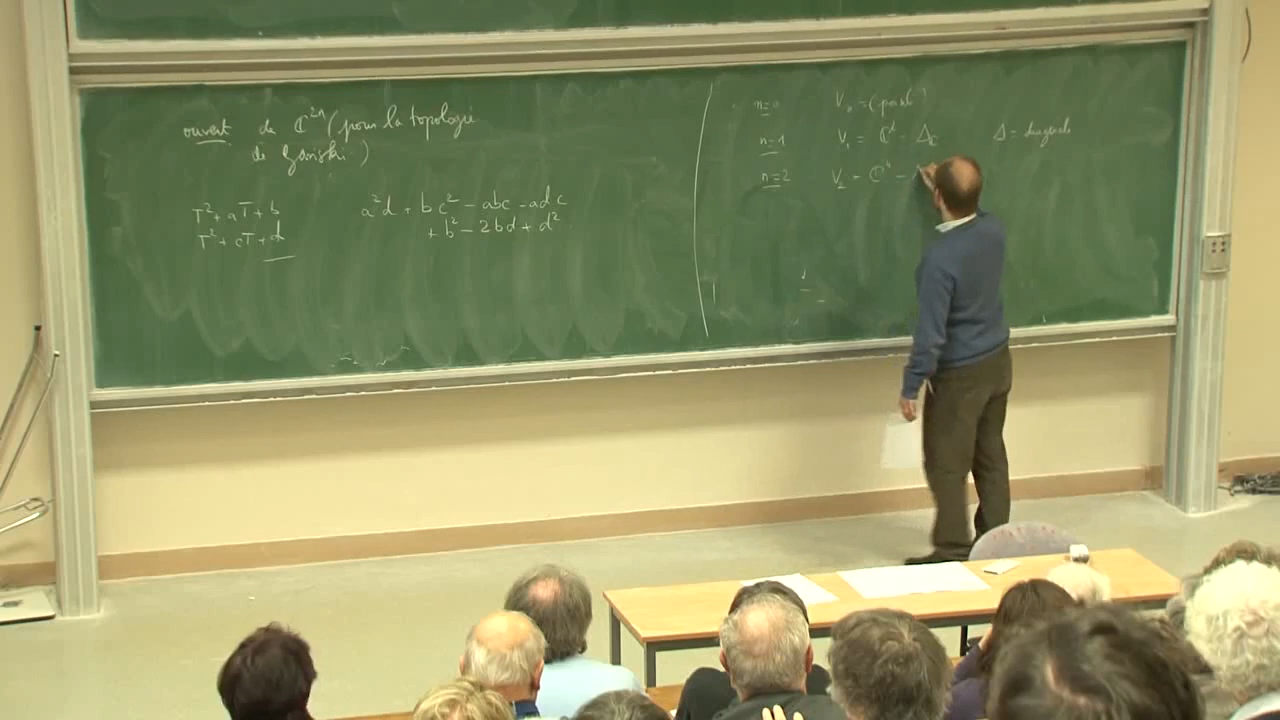 ouvert de ℂ²ⁿ (pour la topologie
de Zariski)
T² + aT + b
T² + cT + d
a²d + bc² - abc - adc
+ b² - 2bd + d²
n=0 V₀ = (point)
n=1 V₁ = ℂ² - Δ_ℂ Δ = diagonale
n=2 V₂ = ℂ⁴ -